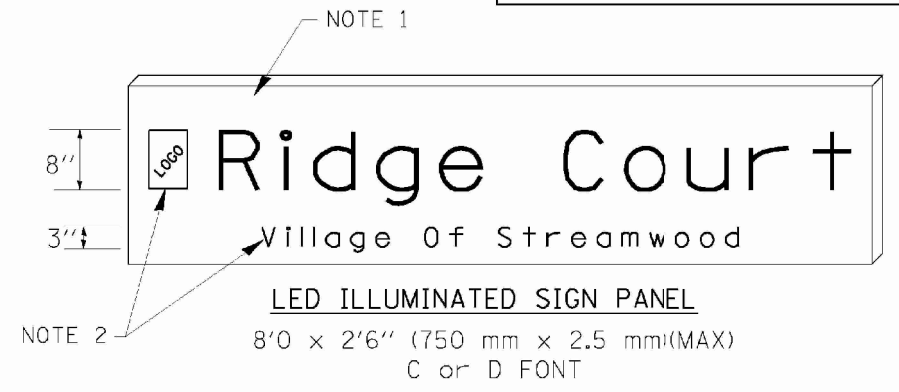 NOTE 1
8"
LOGO
Ridge Court
3"
Village Of Streamwood
NOTE 2
LED ILLUMINATED SIGN PANEL
8'0 x 2'6" (750 mm x 2.5 mm)(MAX)
C or D FONT